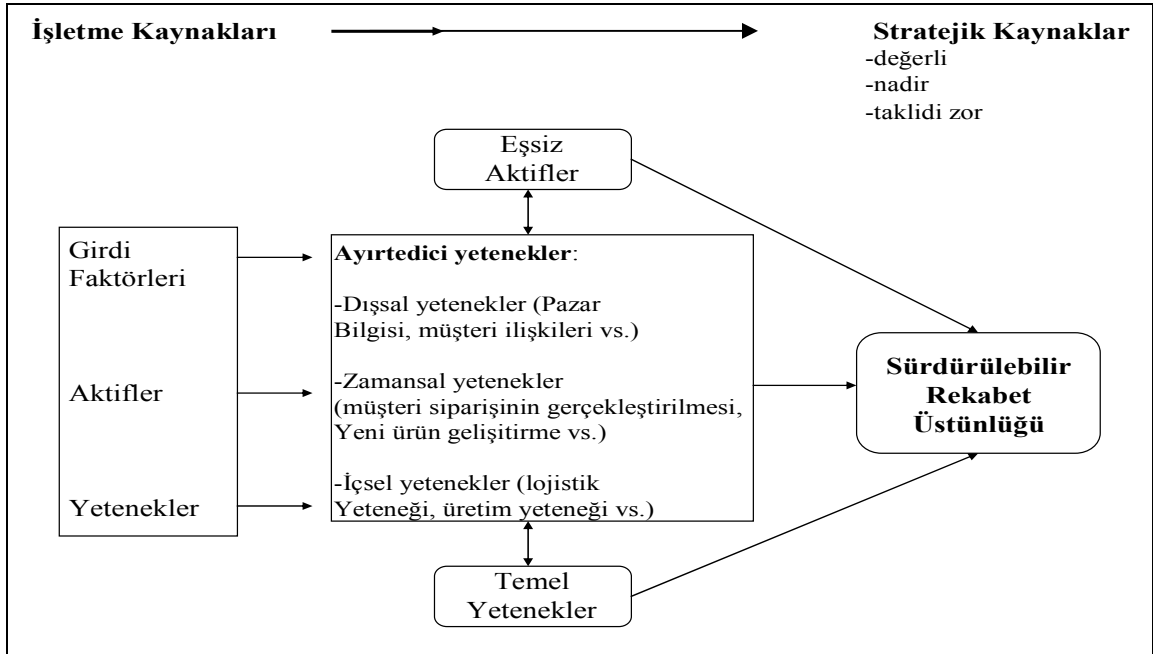 İşletme Kaynakları
Stratejik Kaynaklar
-değerli
-nadir
-taklidi zor
Eşsiz
Aktifler
Girdi
Faktörleri
Aktifler
Yetenekler
Ayırtedici yetenekler:
-Dışsal yetenekler (Pazar
Bilgisi, müşteri ilişkileri vs.)
-Zamansal yetenekler
(müşteri siparişinin gerçekleştirilmesi,
Yeni ürün gelişitirme vs.)
-İçsel yetenekler (lojistik
Yeteneği, üretim yeteneği vs.)
Sürdürülebilir
Rekabet
Üstünlüğü
Temel
Yetenekler